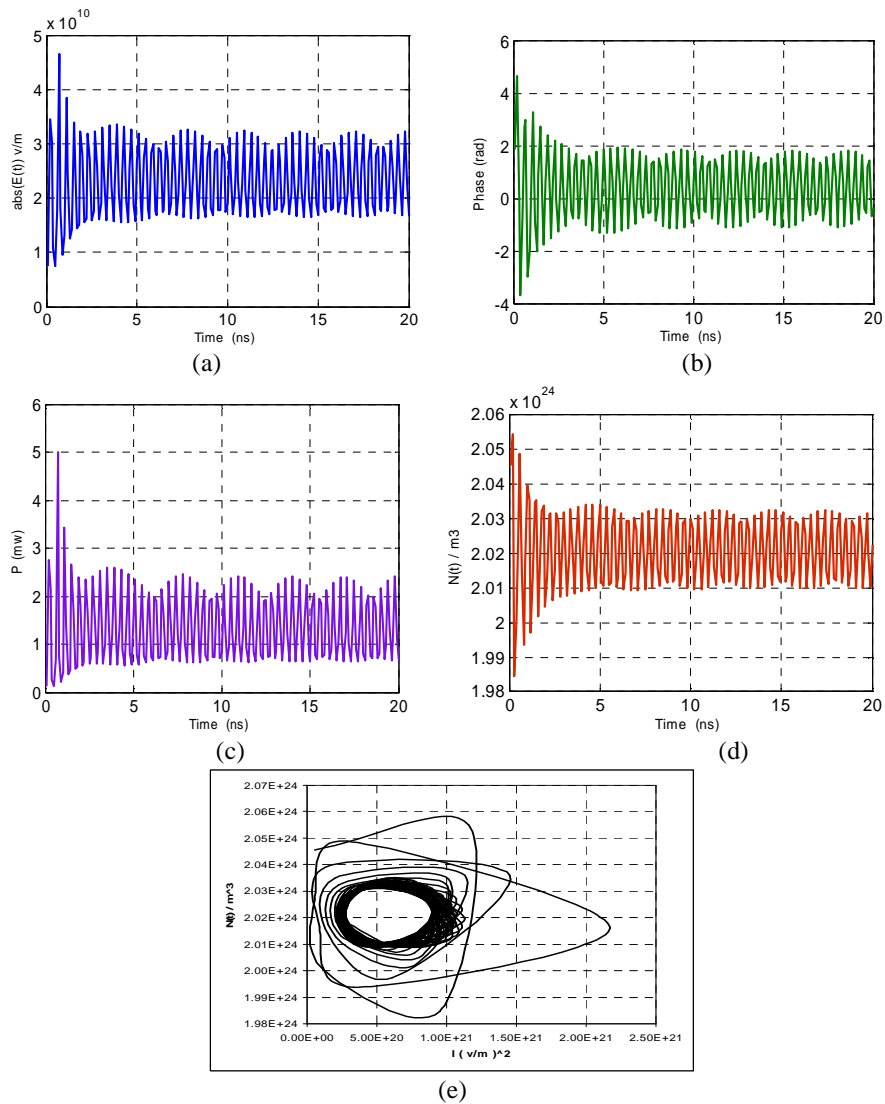 x 10^10
5
4
3
2
1
0
abs(E(t)) v/m
0 5 10 15 20
Time (ns)
(a)
6
4
2
0
-2
-4
Phase (rad)
0 5 10 15 20
Time (ns)
(b)
6
5
4
3
2
1
0
P (mw)
0 5 10 15 20
Time (ns)
(c)
x 10^24
2.06
2.05
2.04
2.03
2.02
2.01
2
1.99
1.98
N(t) / m3
0 5 10 15 20
Time (ns)
(d)
2.07E+24
2.06E+24
2.05E+24
2.04E+24
2.03E+24
2.02E+24
2.01E+24
2.00E+24
1.99E+24
1.98E+24
N(t) / m^3
0.00E+00 5.00E+20 1.00E+21 1.50E+21 2.00E+21 2.50E+21
I ( v/m )^2
(e)